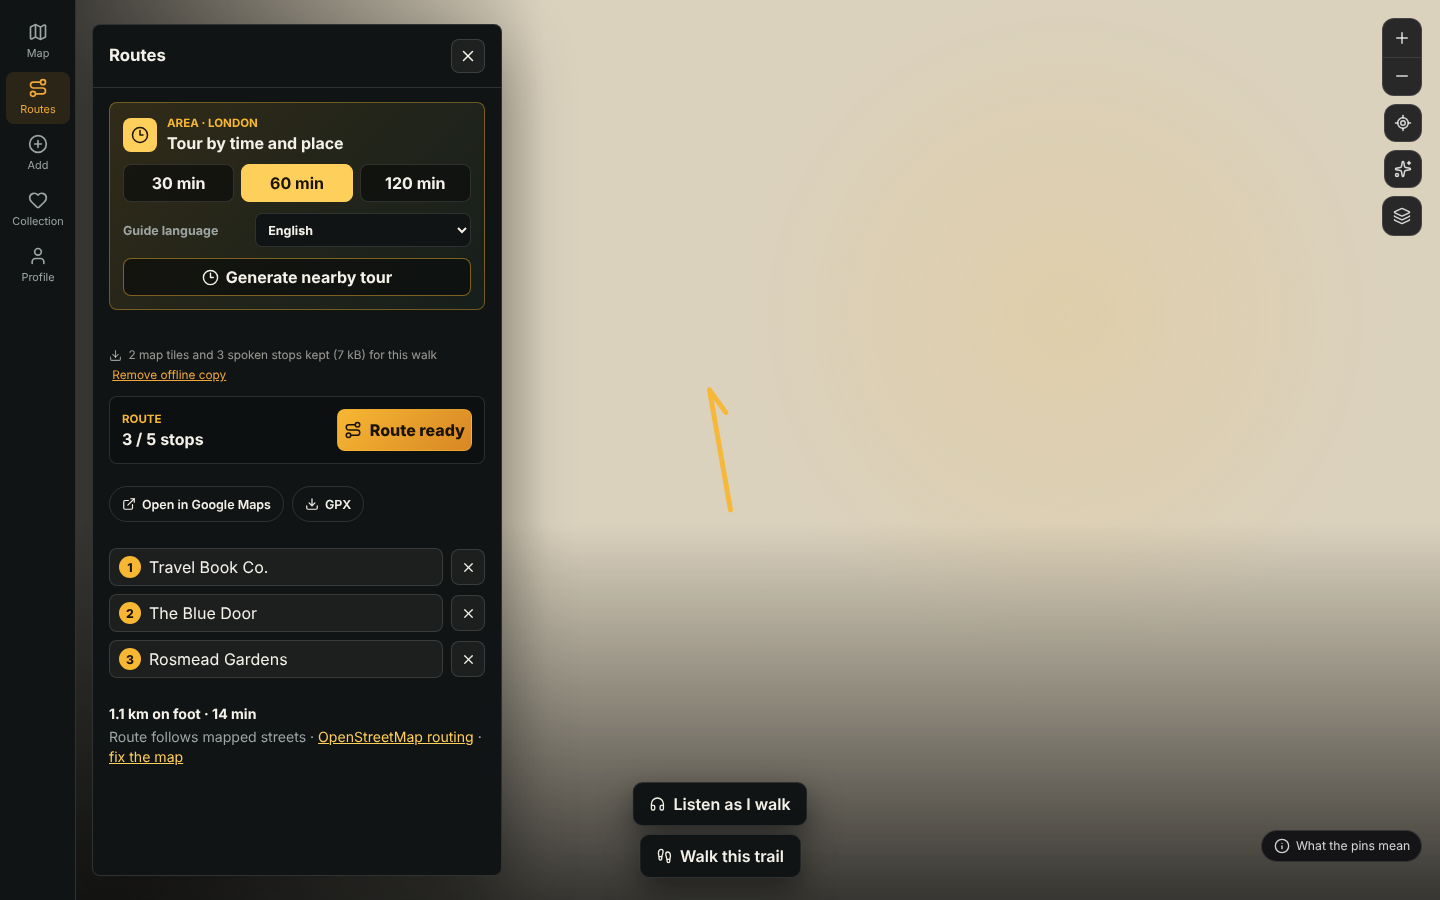 Map
Routes
Add
Collection
Profile
Routes
AREA · LONDON
Tour by time and place
30 min
60 min
120 min
Guide language
English
Generate nearby tour
2 map tiles and 3 spoken stops kept (7 kB) for this walk
Remove offline copy
ROUTE
3 / 5 stops
Route ready
Open in Google Maps
GPX
1 Travel Book Co.
2 The Blue Door
3 Rosmead Gardens
1.1 km on foot · 14 min
Route follows mapped streets · OpenStreetMap routing ·
fix the map
Listen as I walk
Walk this trail
What the pins mean